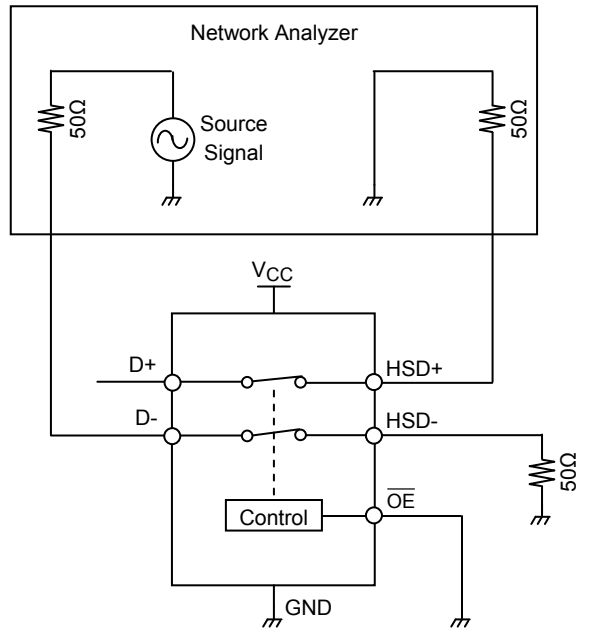 Network Analyzer
50Ω
Source
Signal
50Ω
VCC
D+
HSD+
D-
HSD-
50Ω
Control
OE
GND